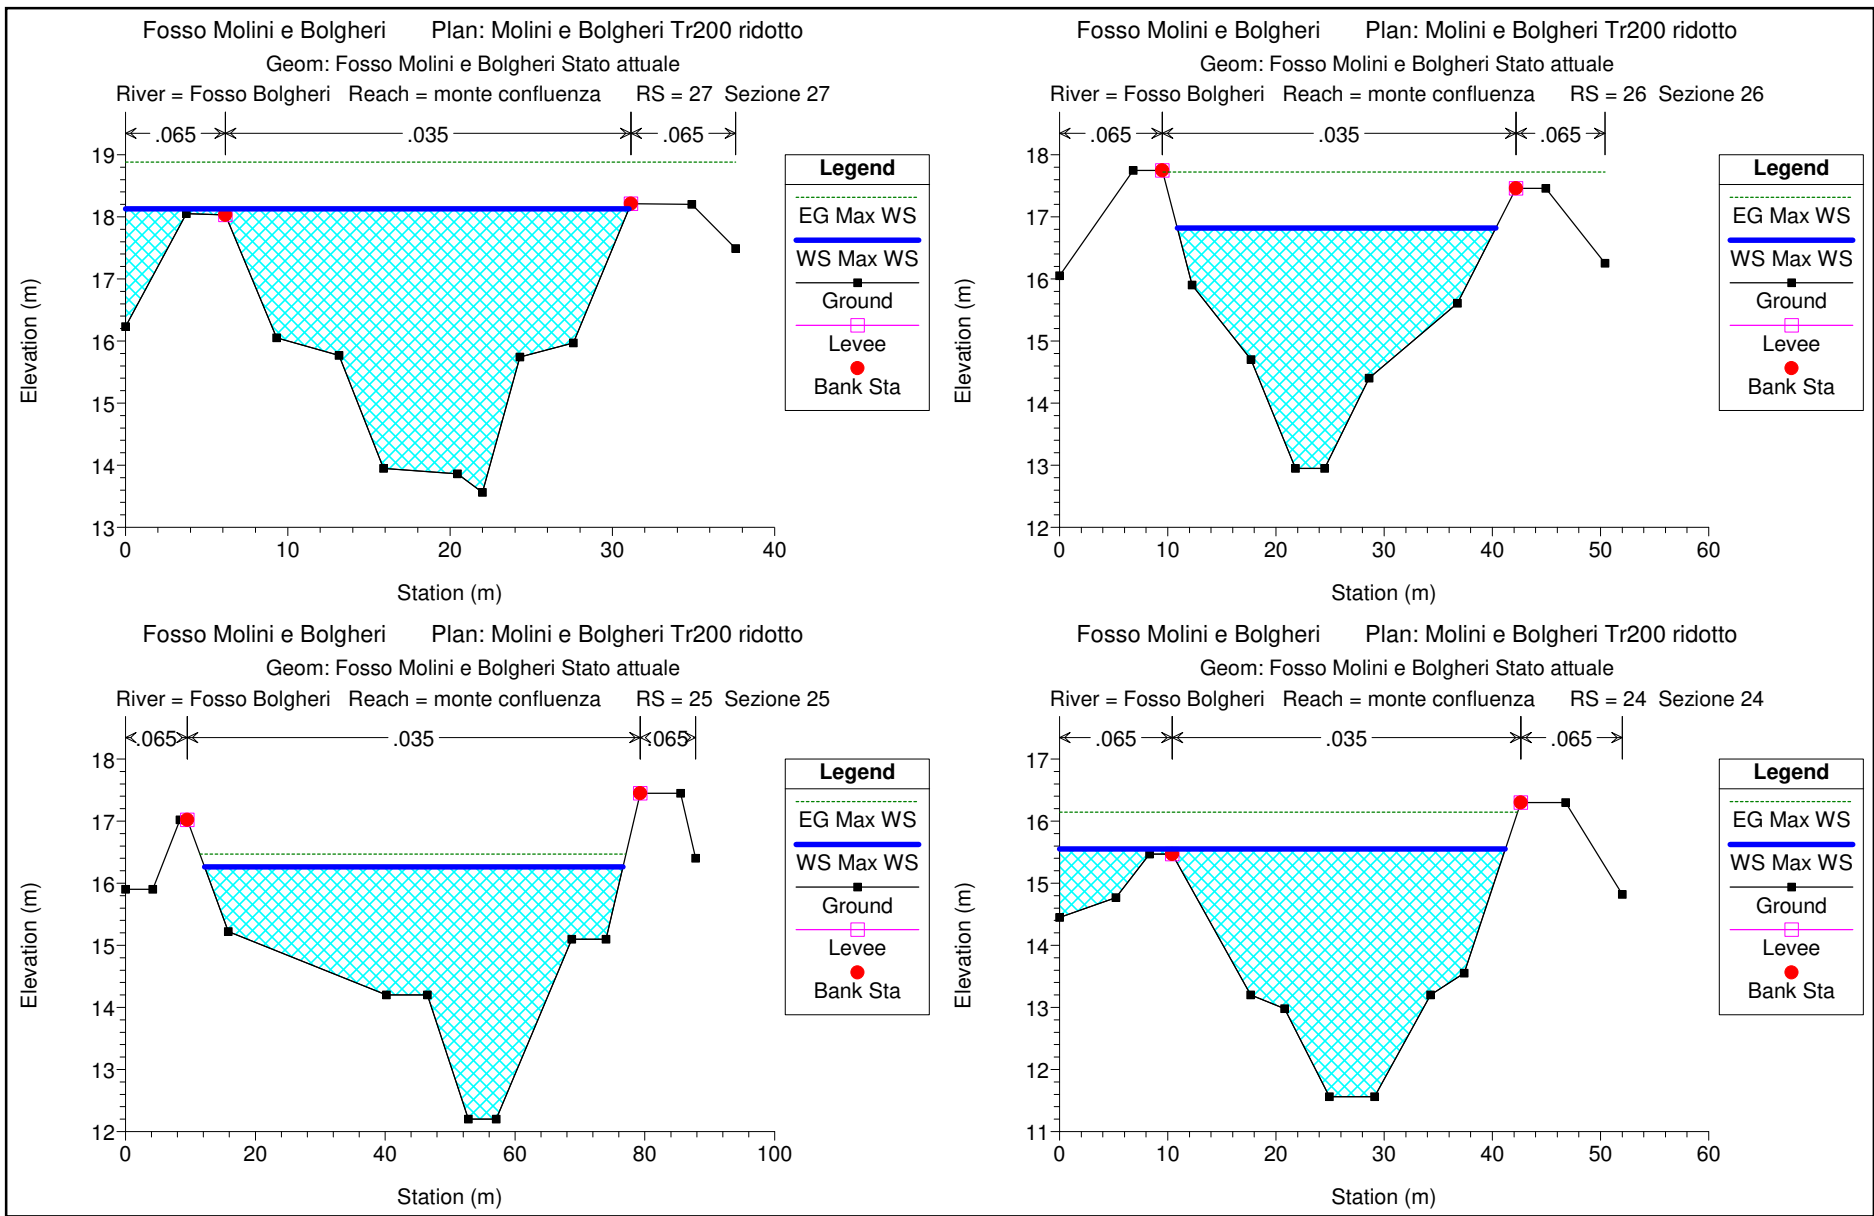 Fosso Molini e Bolgheri Plan: Molini e Bolgheri Tr200 ridotto
Geom: Fosso Molini e Bolgheri Stato attuale
River = Fosso Bolgheri Reach = monte confluenza RS = 27 Sezione 27
.065 .035 .065
19
18
17
16
15
14
13
Elevation (m)
0 10 20 30 40
Station (m)
Legend
EG Max WS
WS Max WS
Ground
Levee
Bank Sta
Fosso Molini e Bolgheri Plan: Molini e Bolgheri Tr200 ridotto
Geom: Fosso Molini e Bolgheri Stato attuale
River = Fosso Bolgheri Reach = monte confluenza RS = 26 Sezione 26
.065 .035 .065
18
17
16
15
14
13
12
Elevation (m)
0 10 20 30 40 50 60
Station (m)
Legend
EG Max WS
WS Max WS
Ground
Levee
Bank Sta
Fosso Molini e Bolgheri Plan: Molini e Bolgheri Tr200 ridotto
Geom: Fosso Molini e Bolgheri Stato attuale
River = Fosso Bolgheri Reach = monte confluenza RS = 25 Sezione 25
.065 .035 .065
18
17
16
15
14
13
12
Elevation (m)
0 20 40 60 80 100
Station (m)
Legend
EG Max WS
WS Max WS
Ground
Levee
Bank Sta
Fosso Molini e Bolgheri Plan: Molini e Bolgheri Tr200 ridotto
Geom: Fosso Molini e Bolgheri Stato attuale
River = Fosso Bolgheri Reach = monte confluenza RS = 24 Sezione 24
.065 .035 .065
17
16
15
14
13
12
11
Elevation (m)
0 10 20 30 40 50 60
Station (m)
Legend
EG Max WS
WS Max WS
Ground
Levee
Bank Sta